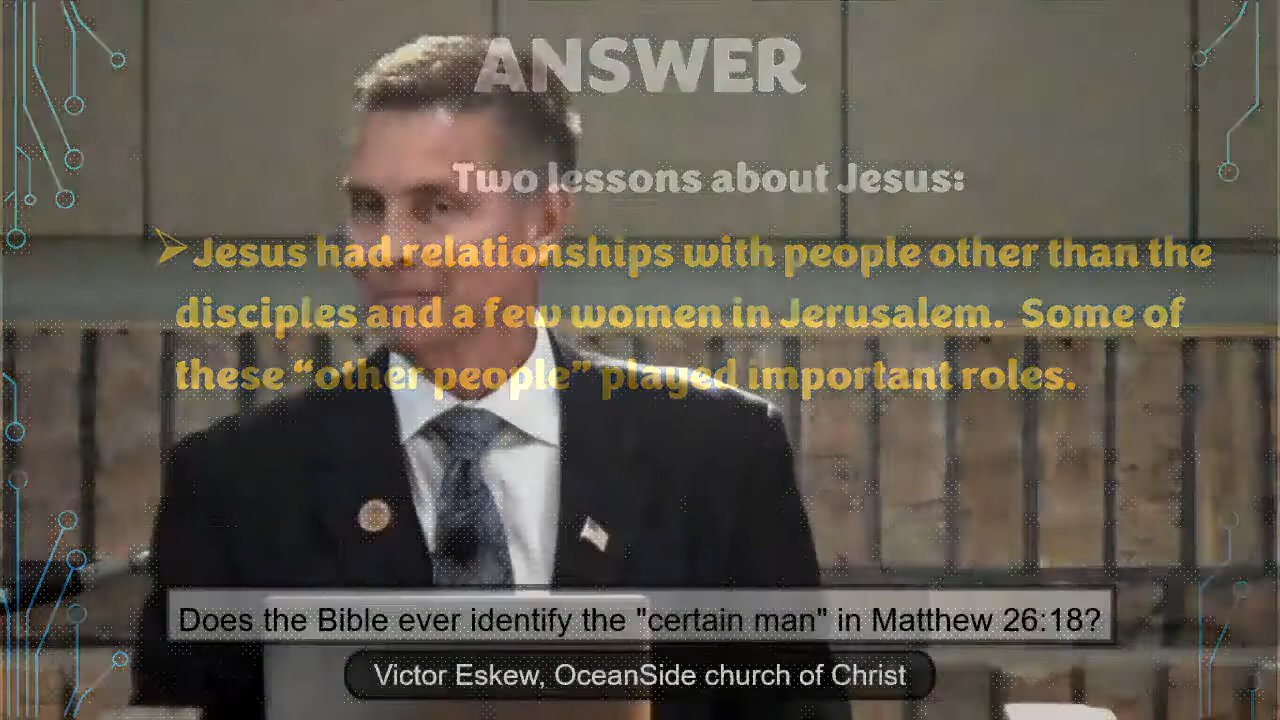 ANSWER
Two lessons about Jesus:
Jesus had relationships with people other than the
disciples and a few women in Jerusalem. Some of
these “other people” played important roles.
Does the Bible ever identify the "certain man" in Matthew 26:18?
Victor Eskew, OceanSide church of Christ